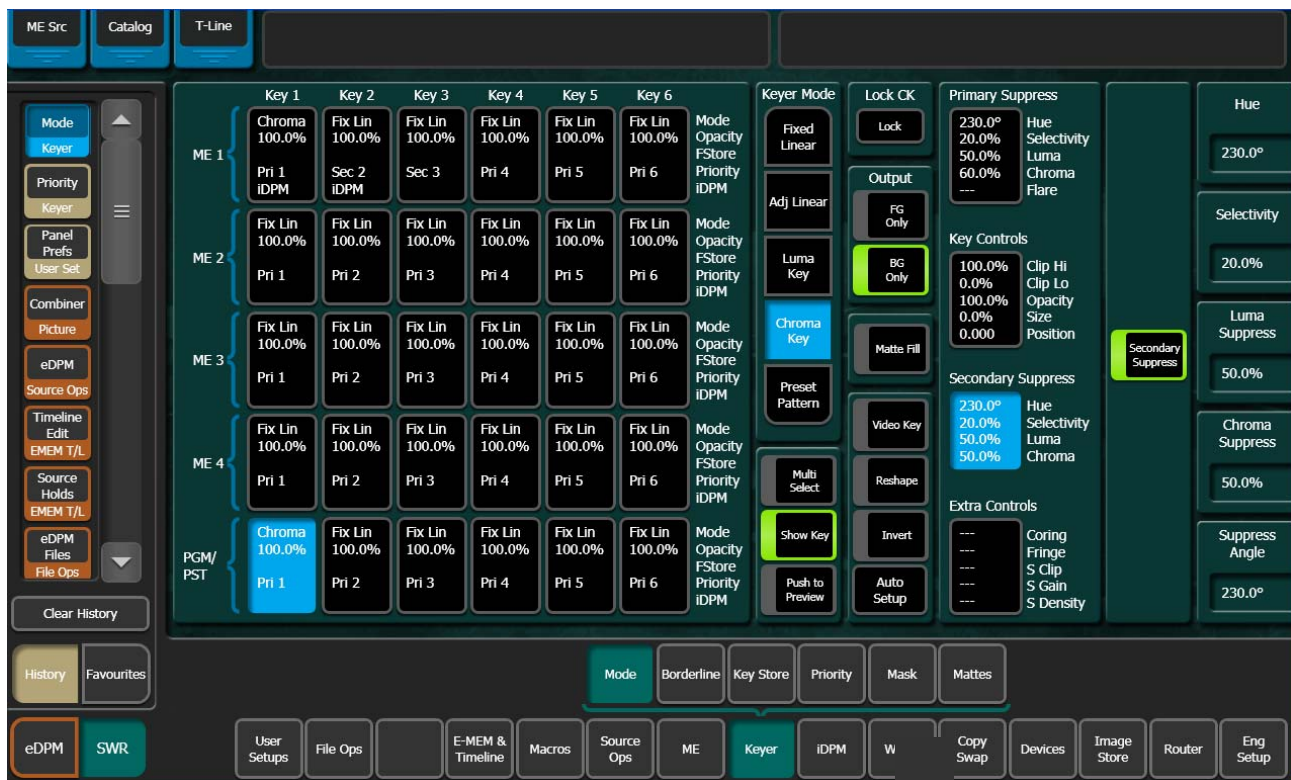 ME Src
Catalog
T-Line
Mode
Keyer
Priority
Keyer
Panel
Prefs
User Set
Combiner
Picture
eDPM
Source Ops
Timeline
Edit
EMEM T/L
Source
Holds
EMEM T/L
eDPM
Files
File Ops
Clear History
History
Favourites
eDPM
SWR
Key 1 Key 2 Key 3 Key 4 Key 5 Key 6
ME 1
Chroma Fix Lin Fix Lin Fix Lin Fix Lin Fix Lin Mode
100.0% 100.0% 100.0% 100.0% 100.0% 100.0% Opacity
FStore
Pri 1 Sec 2 Sec 3 Pri 4 Pri 5 Pri 6 Priority
iDPM iDPM iDPM
ME 2
Fix Lin Fix Lin Fix Lin Fix Lin Fix Lin Fix Lin Mode
100.0% 100.0% 100.0% 100.0% 100.0% 100.0% Opacity
FStore
Pri 1 Pri 2 Pri 3 Pri 4 Pri 5 Pri 6 Priority
iDPM
ME 3
Fix Lin Fix Lin Fix Lin Fix Lin Fix Lin Fix Lin Mode
100.0% 100.0% 100.0% 100.0% 100.0% 100.0% Opacity
FStore
Pri 1 Pri 2 Pri 3 Pri 4 Pri 5 Pri 6 Priority
iDPM
ME 4
Fix Lin Fix Lin Fix Lin Fix Lin Fix Lin Fix Lin Mode
100.0% 100.0% 100.0% 100.0% 100.0% 100.0% Opacity
FStore
Pri 1 Pri 2 Pri 3 Pri 4 Pri 5 Pri 6 Priority
iDPM
PGM/
PST
Chroma Fix Lin Fix Lin Fix Lin Fix Lin Fix Lin Mode
100.0% 100.0% 100.0% 100.0% 100.0% 100.0% Opacity
FStore
Pri 1 Pri 2 Pri 3 Pri 4 Pri 5 Pri 6 Priority
iDPM
Keyer Mode
Fixed
Linear
Adj Linear
Luma
Key
Chroma
Key
Preset
Pattern
Multi
Select
Show Key
Push to
Preview
Lock CK
Lock
Output
FG
Only
BG
Only
Matte Fill
Video Key
Reshape
Invert
Auto
Setup
Primary Suppress
230.0° Hue
20.0% Selectivity
50.0% Luma
60.0% Chroma
--- Flare
Key Controls
100.0% Clip Hi
0.0% Clip Lo
100.0% Opacity
0.0% Size
0.000 Position
Secondary Suppress
230.0° Hue
20.0% Selectivity
50.0% Luma
50.0% Chroma
Extra Controls
--- Coring
--- Fringe
--- S Clip
--- S Gain
--- S Density
Secondary
Suppress
Hue
230.0°
Selectivity
20.0%
Luma
Suppress
50.0%
Chroma
Suppress
50.0%
Suppress
Angle
230.0°
Mode
Borderline
Key Store
Priority
Mask
Mattes
User
Setups
File Ops
E-MEM &
Timeline
Macros
Source
Ops
ME
Keyer
iDPM
Copy
Swap
Devices
Image
Store
Router
Eng
Setup